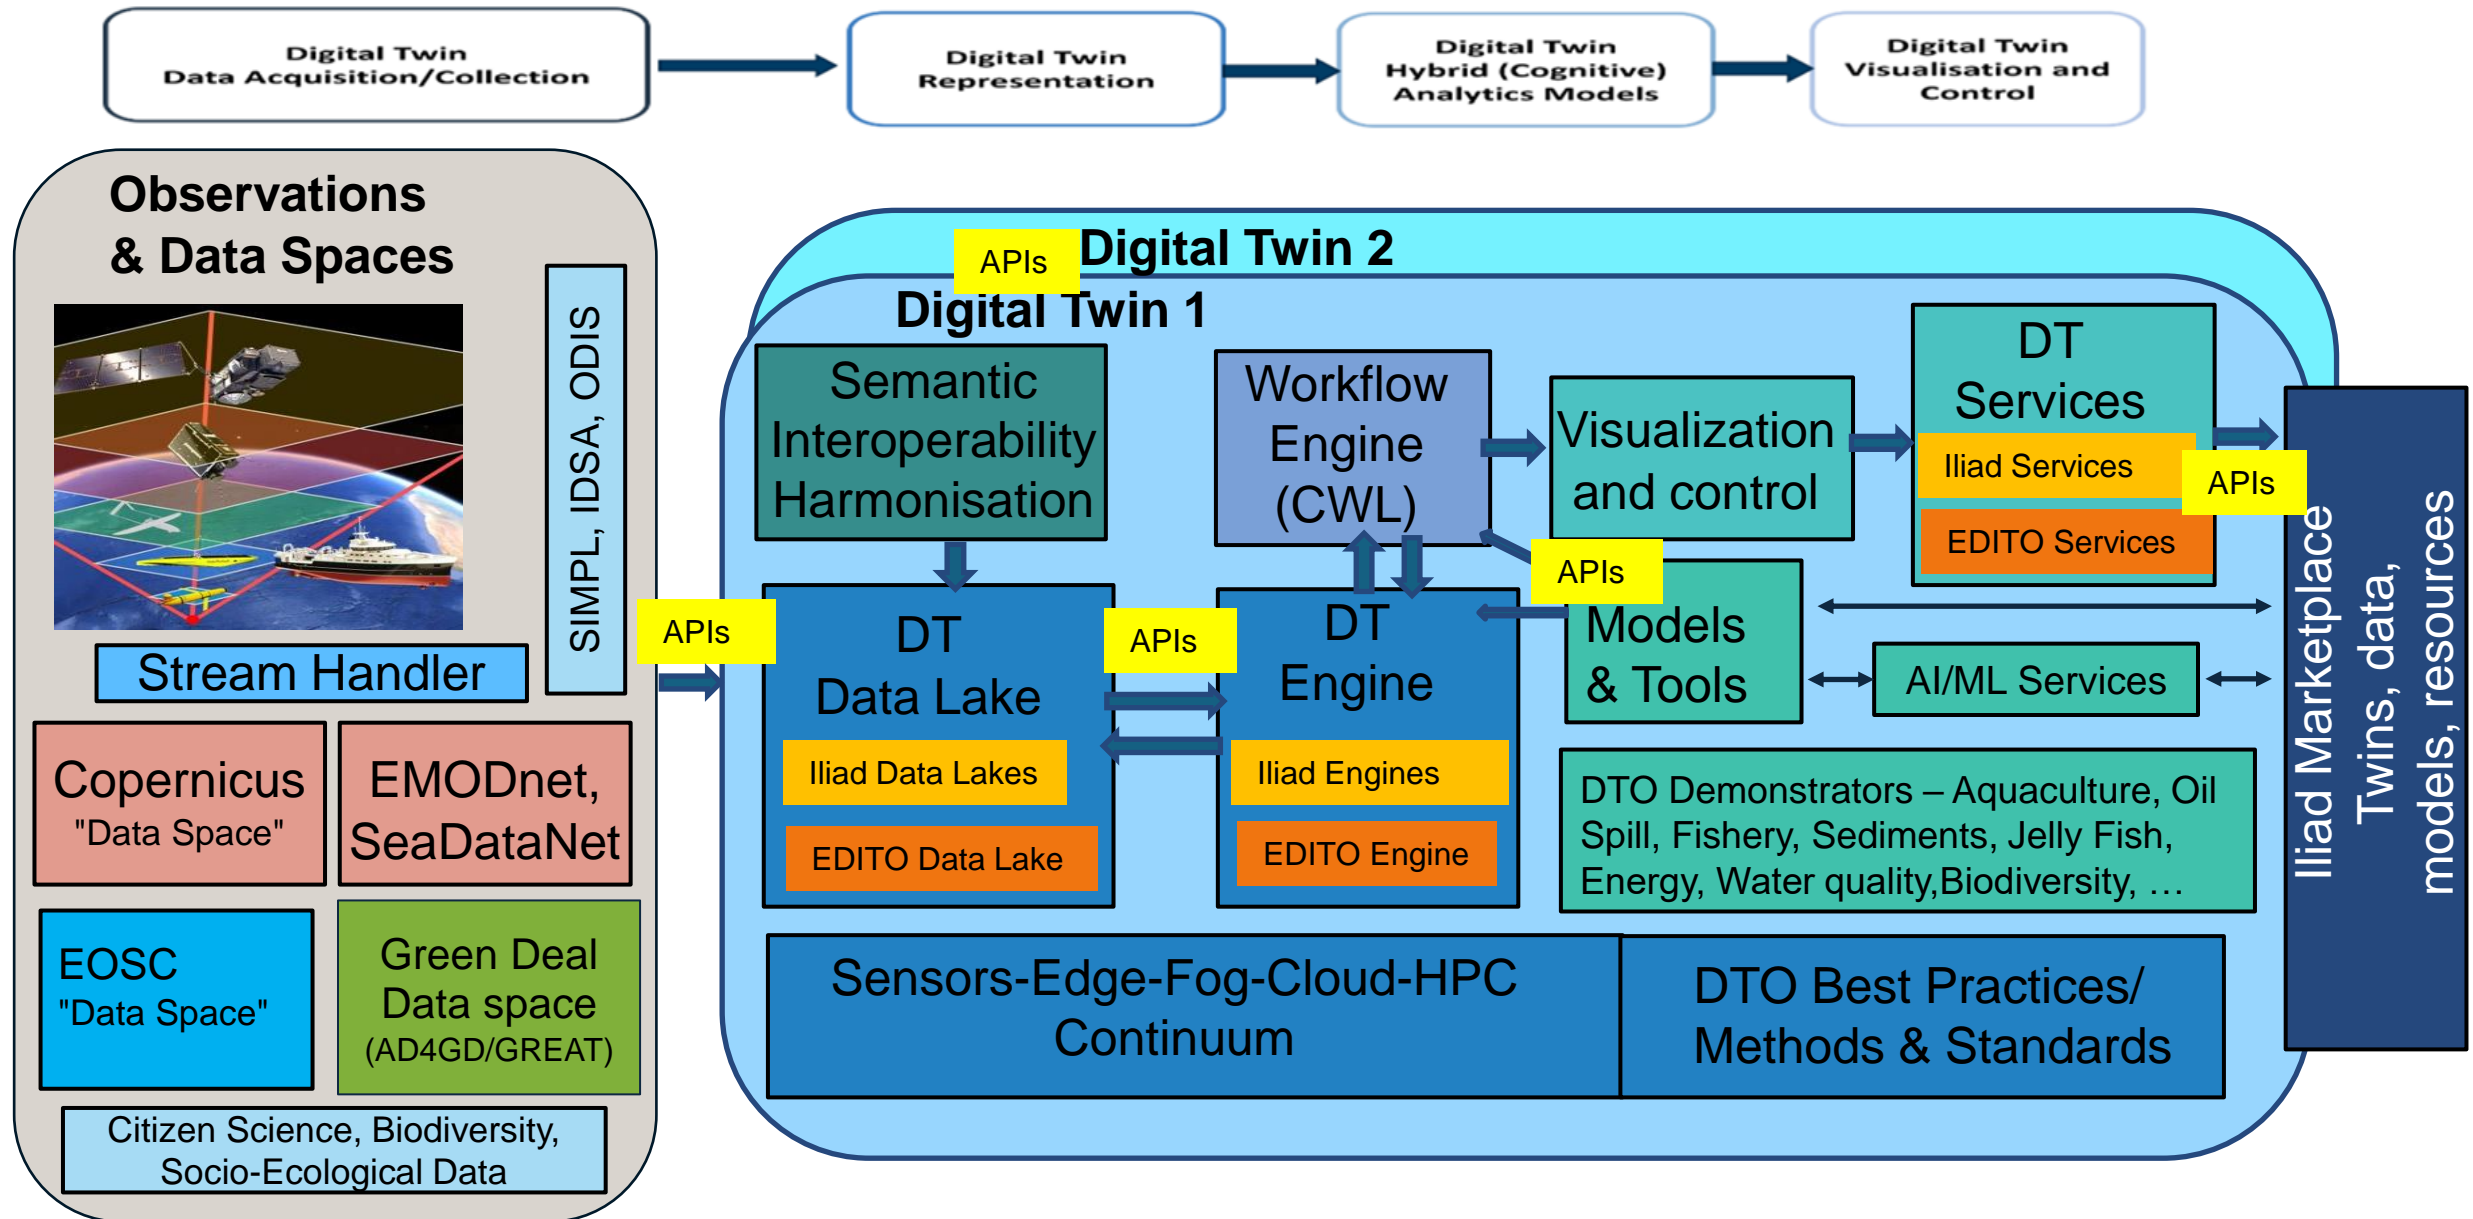 Digital Twin
Data Acquisition/Collection
Digital Twin
Representation
Digital Twin
Hybrid (Cognitive)
Analytics Models
Digital Twin
Visualisation and
Control
Observations
& Data Spaces
SIMPL, IDSA, ODIS
Stream Handler
Copernicus
"Data Space"
EMODnet,
SeaDataNet
EOSC
"Data Space"
Green Deal
Data space
(AD4GD/GREAT)
Citizen Science, Biodiversity,
Socio-Ecological Data
APIs
Digital Twin 2
APIs
Digital Twin 1
Semantic
Interoperability
Harmonisation
Workflow
Engine
(CWL)
Visualization
and control
DT
Services
Iliad Services
EDITO Services
APIs
DT
Data Lake
Iliad Data Lakes
EDITO Data Lake
APIs
DT
Engine
Iliad Engines
EDITO Engine
APIs
Models
& Tools
AI/ML Services
DTO Demonstrators – Aquaculture, Oil
Spill, Fishery, Sediments, Jelly Fish,
Energy, Water quality,Biodiversity, …
Sensors-Edge-Fog-Cloud-HPC
Continuum
DTO Best Practices/
Methods & Standards
Iliad Marketplace
Twins, data,
models, resources